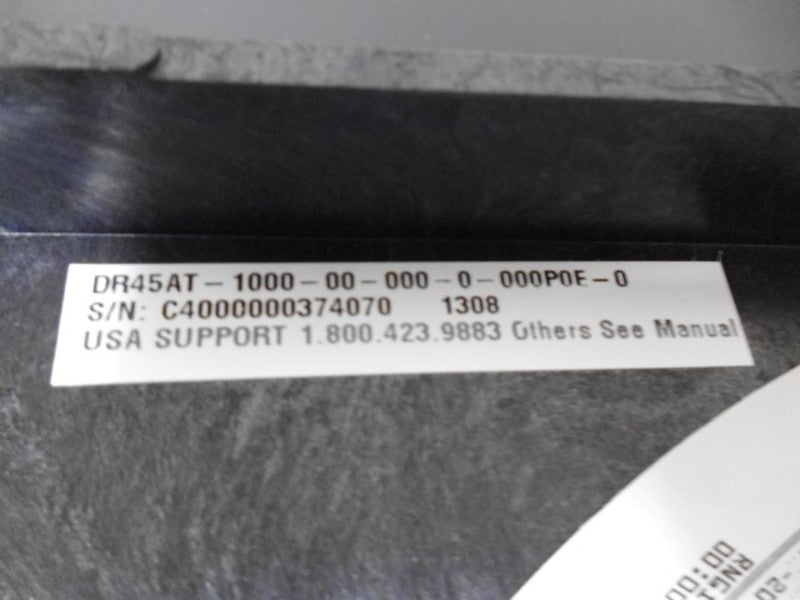 DR45AT-1000-00-000-0-000P0E-0
S/N: C4000000374070 1308
USA SUPPORT 1.800.423.9883 Others See Manual